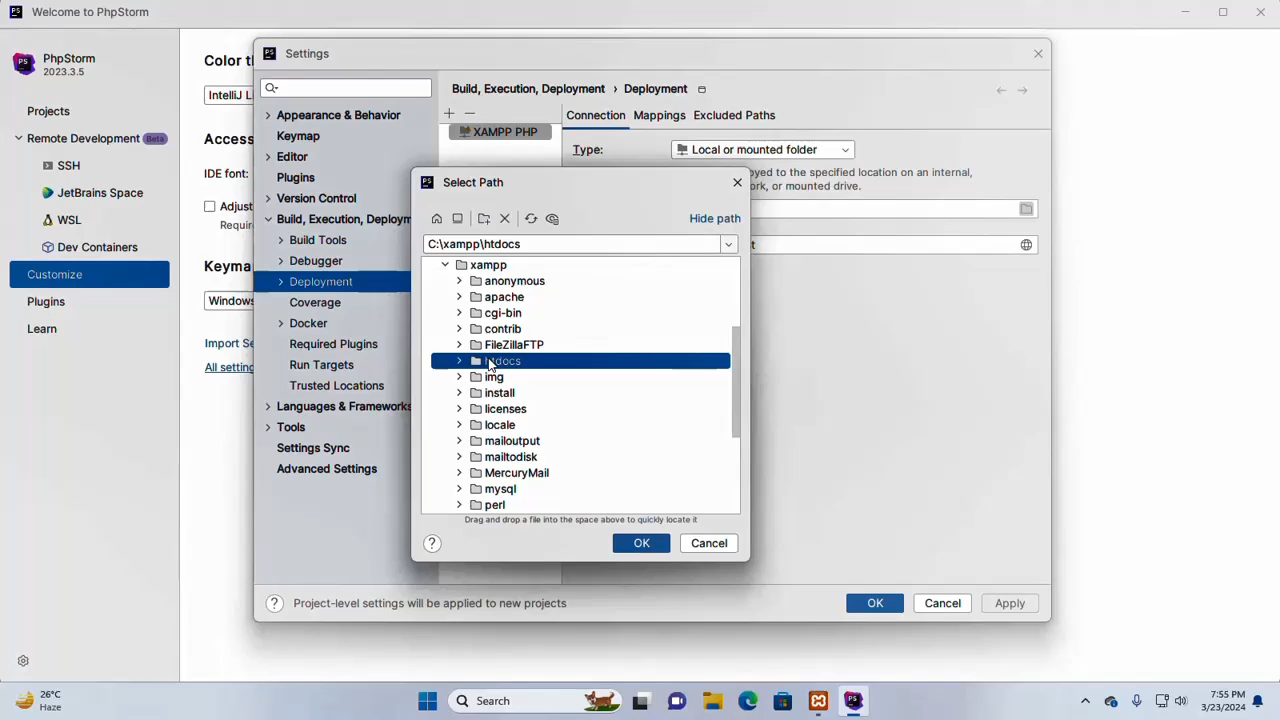 Welcome to PhpStorm
PhpStorm
2023.3.5
Projects
Remote Development Beta
SSH
JetBrains Space
WSL
Dev Containers
Customize
Plugins
Learn
Color th
IntelliJ L
Access
IDE font:
Adjust
Requir
Keyma
Windows
Import Se
All setting
Settings
Appearance & Behavior
Keymap
Editor
Plugins
Version Control
Build, Execution, Deploym
Build Tools
Debugger
Deployment
Coverage
Docker
Required Plugins
Run Targets
Trusted Locations
Languages & Frameworks
Tools
Settings Sync
Advanced Settings
Build, Execution, Deployment › Deployment
XAMPP PHP
Connection Mappings Excluded Paths
Type: Local or mounted folder
oyed to the specified location on an internal,
ork, or mounted drive.
t
Select Path
Hide path
C:\xampp\htdocs
xampp
anonymous
apache
cgi-bin
contrib
FileZillaFTP
htdocs
img
install
licenses
locale
mailoutput
mailtodisk
MercuryMail
mysql
perl
Drag and drop a file into the space above to quickly locate it
? OK Cancel
? Project-level settings will be applied to new projects
OK Cancel Apply
26°C
Haze
Search
7:55 PM
3/23/2024